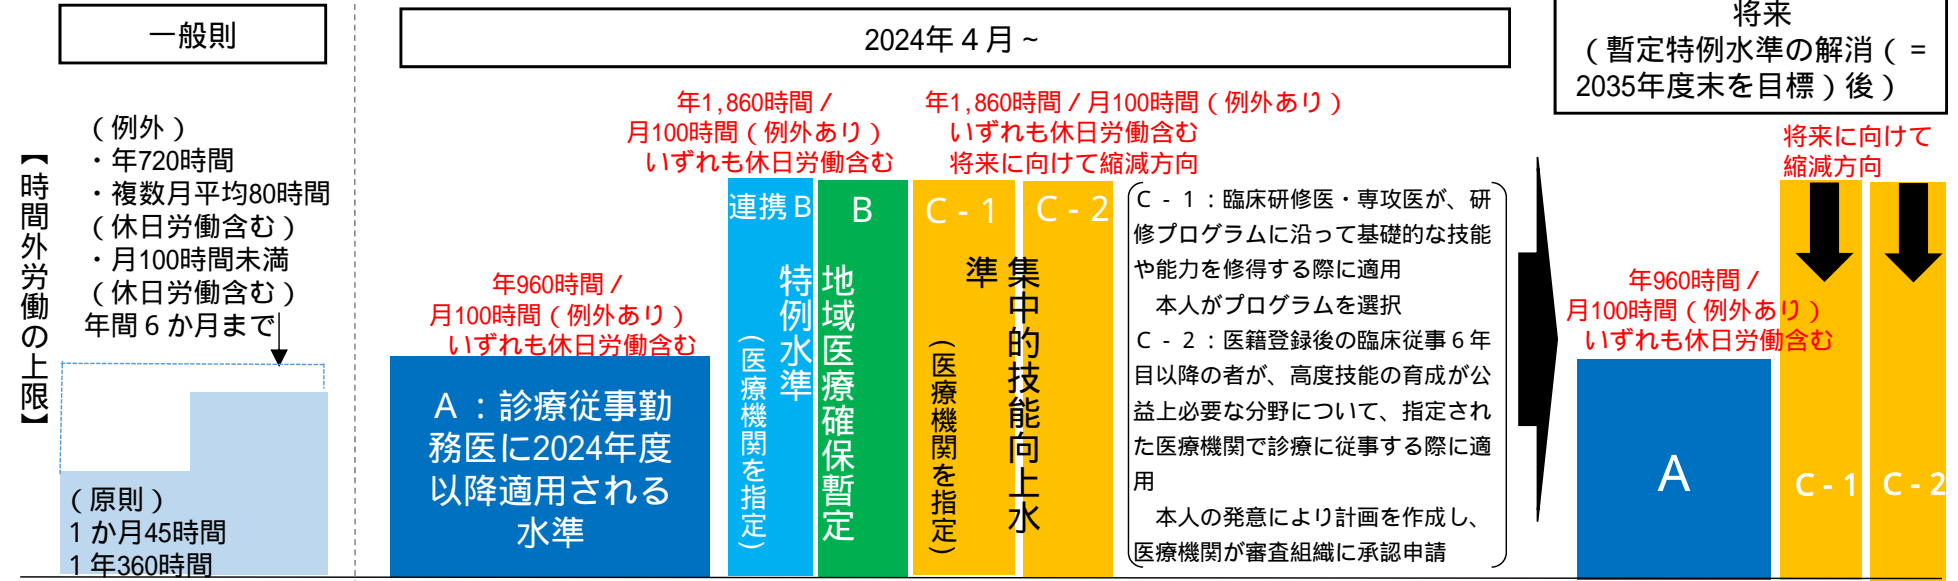 一般則
【時間外労働の上限】
(例外)
・年720時間
・複数月平均80時間
(休日労働含む)
・月100時間未満
(休日労働含む)
年間6か月まで
(原則)
1か月45時間
1年360時間
2024年4月~
年960時間/
月100時間(例外あり)
いずれも休日労働含む
A:診療従事勤
務医に2024年度
以降適用される
水準
年1,860時間/
月100時間(例外あり)
いずれも休日労働含む
連携B
B
地域医療確保暫定
特例水準
(医療機関を指定)
年1,860時間/月100時間(例外あり)
いずれも休日労働含む
将来に向けて縮減方向
C-1
C-2
集中的技能向上水
準
(医療機関を指定)
C-1:臨床研修医・専攻医が、研
修プログラムに沿って基礎的な技能
や能力を修得する際に適用
本人がプログラムを選択
C-2:医籍登録後の臨床従事6年
目以降の者が、高度技能の育成が公
益上必要な分野について、指定され
た医療機関で診療に従事する際に適
用
本人の発意により計画を作成し、
医療機関が審査組織に承認申請
将来
(暫定特例水準の解消(=
2035年度末を目標)後)
将来に向けて
縮減方向
年960時間/
月100時間(例外あり)
いずれも休日労働含む
A
C-1
C-2